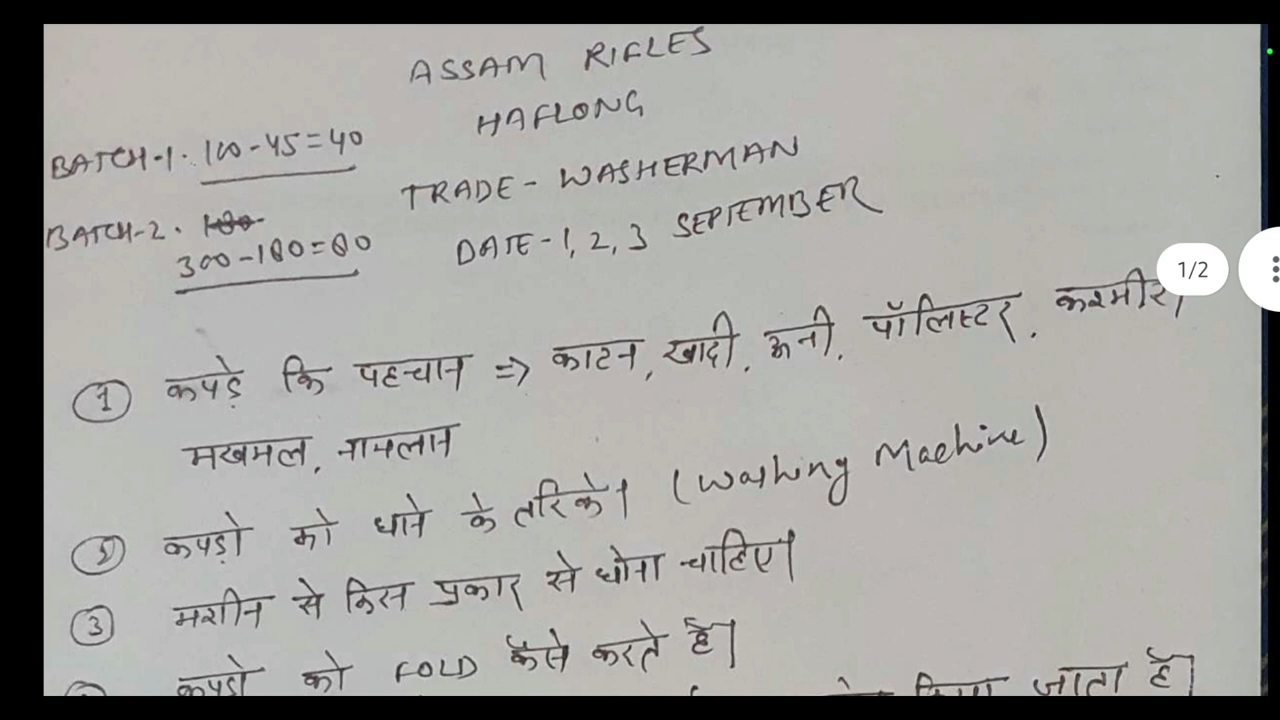 ASSAM RIFLES
HAFLONG
BATCH-1. 100-45=40
TRADE - WASHERMAN
BATCH-2. 180
300-180=80
DATE - 1, 2, 3 SEPTEMBER
1/2
① कपड़े कि पहचान => काटन, खादी, ऊनी, पॉलिस्टर, कश्मीर।
मखमल, नायलान
② कपड़ो को धोने के तरिके। (Washing Machine)
③ मशीन से किस प्रकार से धोना चाहिए।
कपड़ो को FOLD कैसे करते है।
किया जाता है।